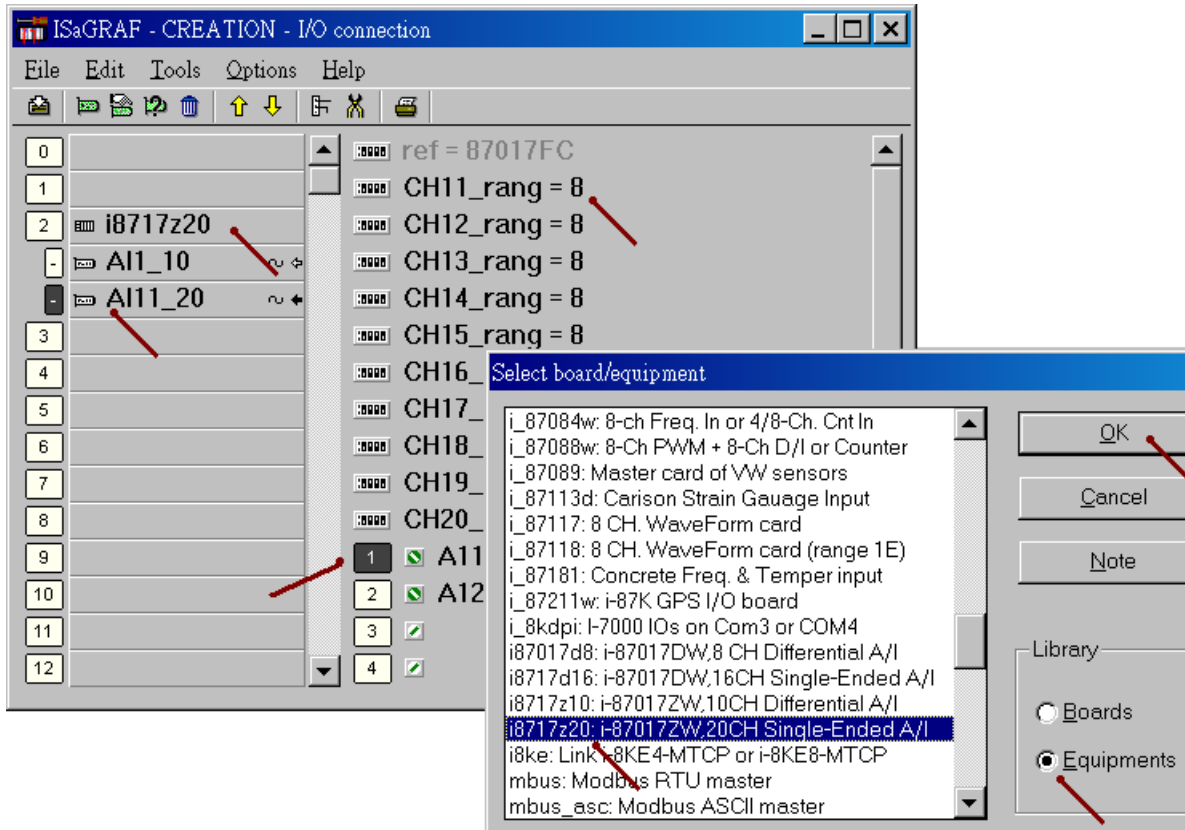 ISaGRAF - CREATION - I/O connection
File Edit Tools Options Help
0
1
2 i8717z20
- AI1_10
- AI11_20
3
4
5
6
7
8
9
10
11
12
ref = 87017FC
CH11_rang = 8
CH12_rang = 8
CH13_rang = 8
CH14_rang = 8
CH15_rang = 8
CH16_
CH17_
CH18_
CH19_
CH20_
1 A11
2 A12
3
4
Select board/equipment
i_87084w: 8-ch Freq. In or 4/8-Ch. Cnt In
i_87088w: 8-Ch PWM + 8-Ch D/I or Counter
i_87089: Master card of VW sensors
i_87113d: Carison Strain Gauage Input
i_87117: 8 CH. WaveForm card
i_87118: 8 CH. WaveForm card (range 1E)
i_87181: Concrete Freq. & Temper input
i_87211w: i-87K GPS I/O board
i_8kdpi: I-7000 IOs on Com3 or COM4
i87017d8: i-87017DW,8 CH Differential A/I
i8717d16: i-87017DW,16CH Single-Ended A/I
i8717z10: i-87017ZW,10CH Differential A/I
i8717z20: i-87017ZW,20CH Single-Ended A/I
i8ke: Link i-8KE4-MTCP or i-8KE8-MTCP
mbus: Modbus RTU master
mbus_asc: Modbus ASCII master
OK
Cancel
Note
Library
Boards
Equipments